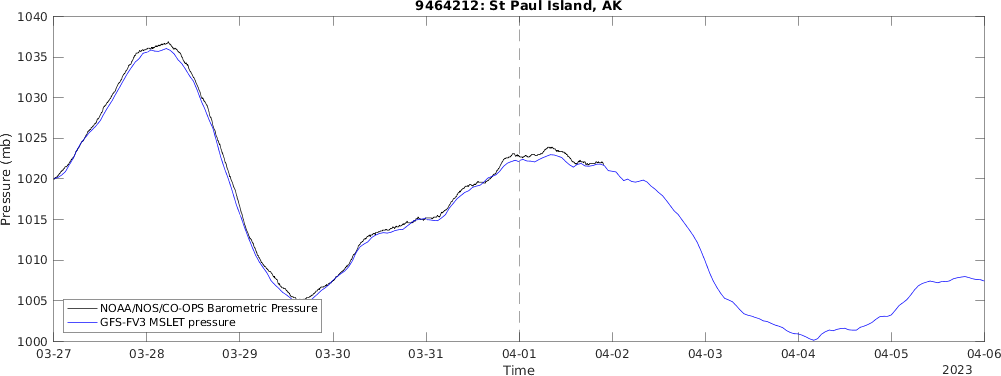 9464212: St Paul Island, AK
Pressure (mb)
1040
1035
1030
1025
1020
1015
1010
1005
1000
NOAA/NOS/CO-OPS Barometric Pressure
GFS-FV3 MSLET pressure
03-27 03-28 03-29 03-30 03-31 04-01 04-02 04-03 04-04 04-05 04-06
Time
2023